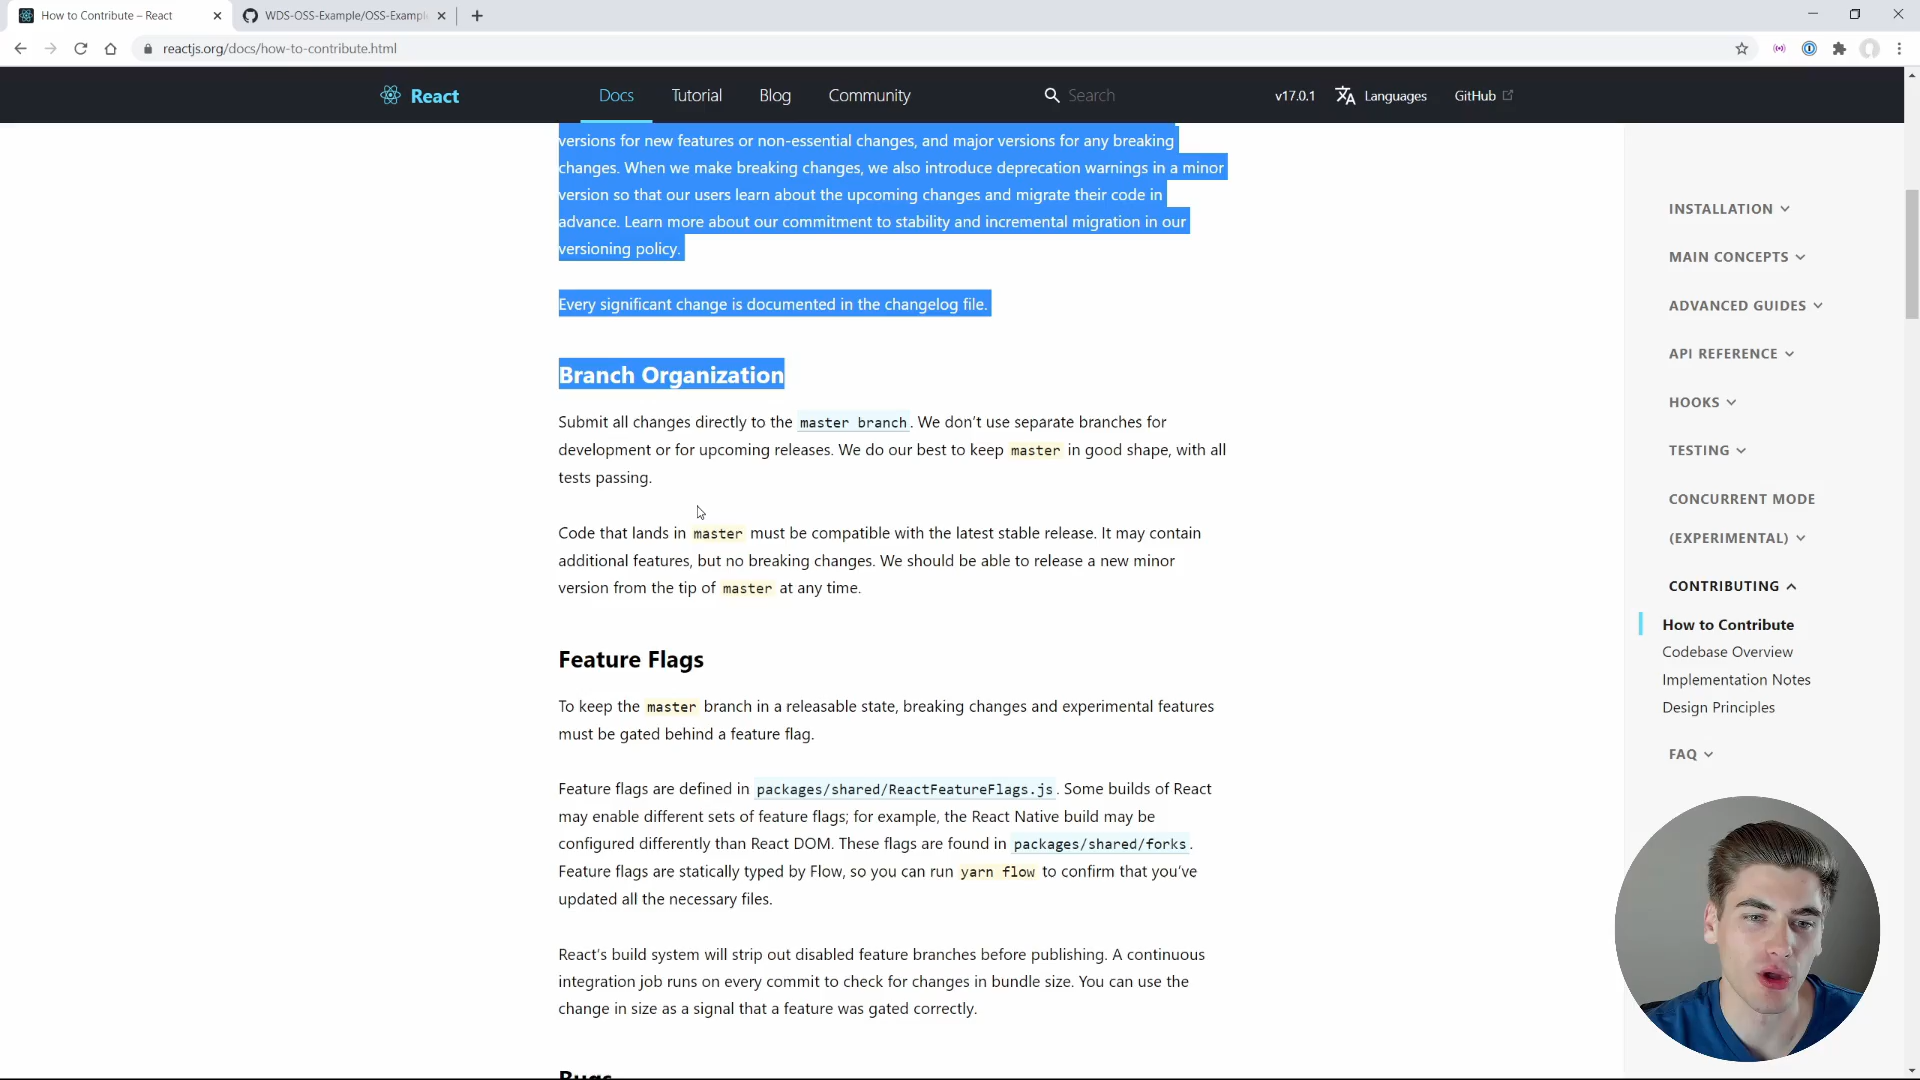 How to Contribute – React
WDS-OSS-Example/OSS-Exampl
reactjs.org/docs/how-to-contribute.html
React
Docs
Tutorial
Blog
Community
Search
v17.0.1
Languages
GitHub
versions for new features or non-essential changes, and major versions for any breaking
changes. When we make breaking changes, we also introduce deprecation warnings in a minor
version so that our users learn about the upcoming changes and migrate their code in
advance. Learn more about our commitment to stability and incremental migration in our
versioning policy.
Every significant change is documented in the changelog file.
Branch Organization
Submit all changes directly to the master branch. We don’t use separate branches for
development or for upcoming releases. We do our best to keep master in good shape, with all
tests passing.
Code that lands in master must be compatible with the latest stable release. It may contain
additional features, but no breaking changes. We should be able to release a new minor
version from the tip of master at any time.
Feature Flags
To keep the master branch in a releasable state, breaking changes and experimental features
must be gated behind a feature flag.
Feature flags are defined in packages/shared/ReactFeatureFlags.js. Some builds of React
may enable different sets of feature flags; for example, the React Native build may be
configured differently than React DOM. These flags are found in packages/shared/forks.
Feature flags are statically typed by Flow, so you can run yarn flow to confirm that you’ve
updated all the necessary files.
React’s build system will strip out disabled feature branches before publishing. A continuous
integration job runs on every commit to check for changes in bundle size. You can use the
change in size as a signal that a feature was gated correctly.
Bugs
INSTALLATION
MAIN CONCEPTS
ADVANCED GUIDES
API REFERENCE
HOOKS
TESTING
CONCURRENT MODE
(EXPERIMENTAL)
CONTRIBUTING
How to Contribute
Codebase Overview
Implementation Notes
Design Principles
FAQ